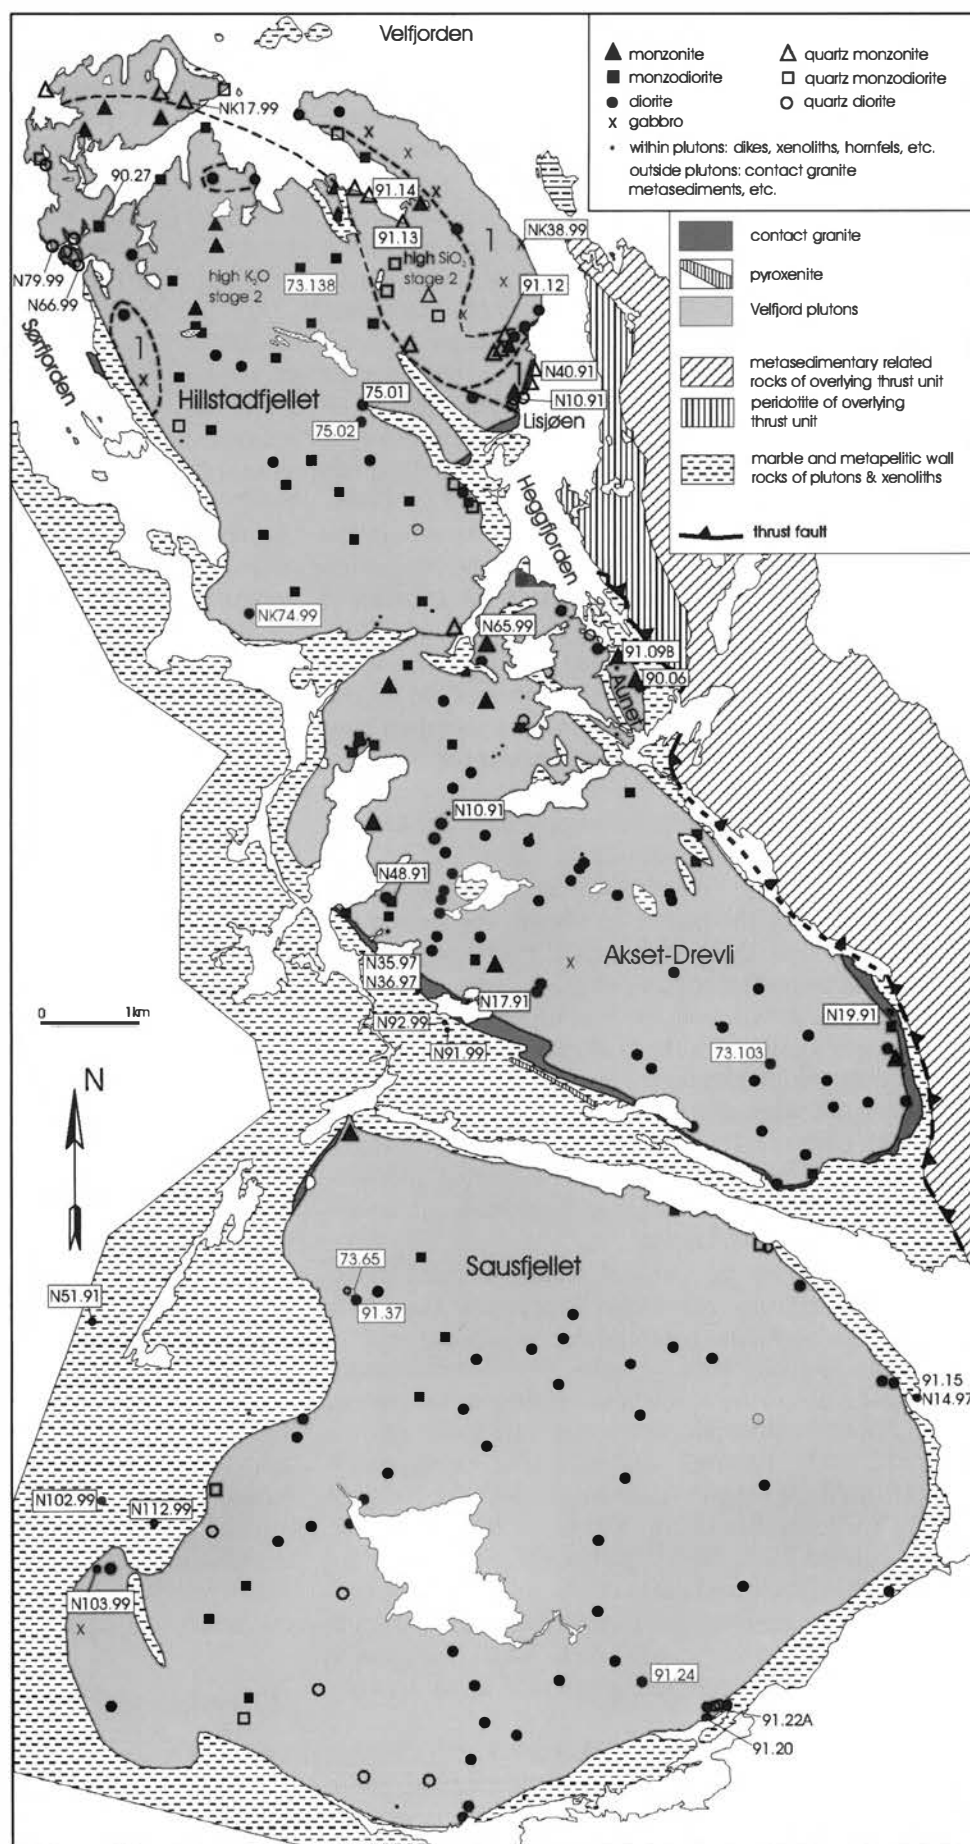 Velfjorden
monzonite
quartz monzonite
monzodiorite
quartz monzodiorite
diorite
quartz diorite
gabbro
within plutons: dikes, xenoliths, hornfels, etc.
outside plutons: contact granite
metasediments, etc.
contact granite
pyroxenite
Velfjord plutons
metasedimentary related
rocks of overlying thrust unit
peridotite of overlying
thrust unit
marble and metapelitic wall
rocks of plutons & xenoliths
thrust fault
NK17.99
90.27
91.14
91.13
NK38.99
N79.99
N66.99
high K₂O
stage 2
73.138
high SiO₂
stage 2
91.12
1
1
1
Sørfjorden
Hillstadfjellet
75.01
75.02
N40.91
N10.91
Lisjøen
Heggfjorden
NK74.99
N65.99
91.09B
90.06
Aunet
N10.91
N48.91
N35.97
N36.97
Akset-Drevli
N17.91
N19.91
N92.99
N91.99
73.103
0
1km
N
Sausfjellet
73.65
91.37
N51.91
91.15
N14.97
N102.99
N112.99
N103.99
91.24
91.22A
91.20